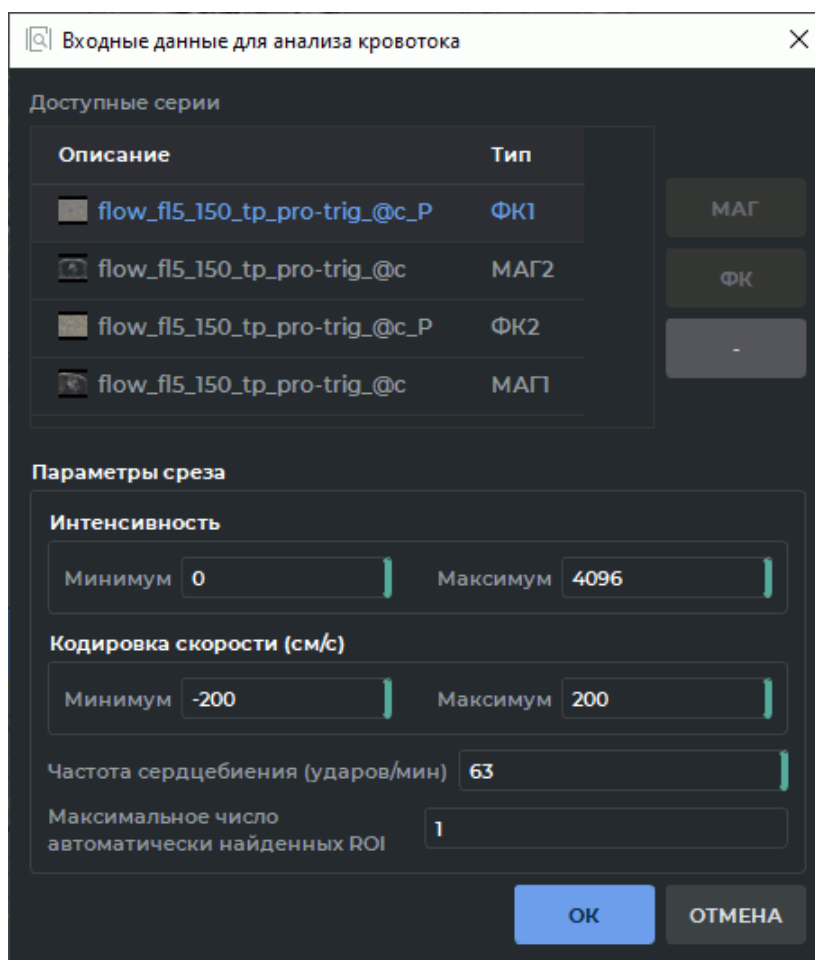 Входные данные для анализа кровотока
Доступные серии
Описание Тип
flow_fl5_150_tp_pro-trig_@c_P ФК1 МАГ
flow_fl5_150_tp_pro-trig_@c МАГ2 ФК
flow_fl5_150_tp_pro-trig_@c_P ФК2 -
flow_fl5_150_tp_pro-trig_@c МАГ1
Параметры среза
Интенсивность
Минимум 0 Максимум 4096
Кодировка скорости (см/с)
Минимум -200 Максимум 200
Частота сердцебиения (ударов/мин) 63
Максимальное число
автоматически найденных ROI 1
ОК ОТМЕНА